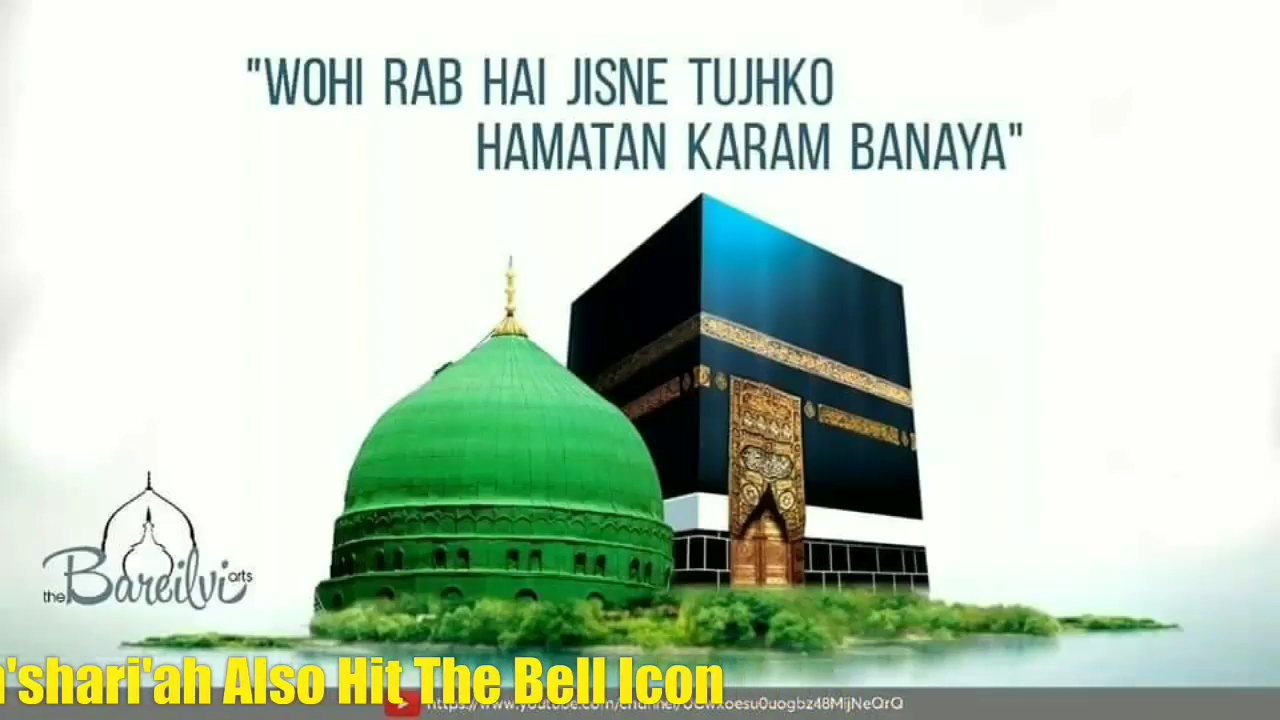 "WOHI RAB HAI JISNE TUJHKO
HAMATAN KARAM BANAYA"
the Bareilvi arts
'shari'ah Also Hit The Bell Icon